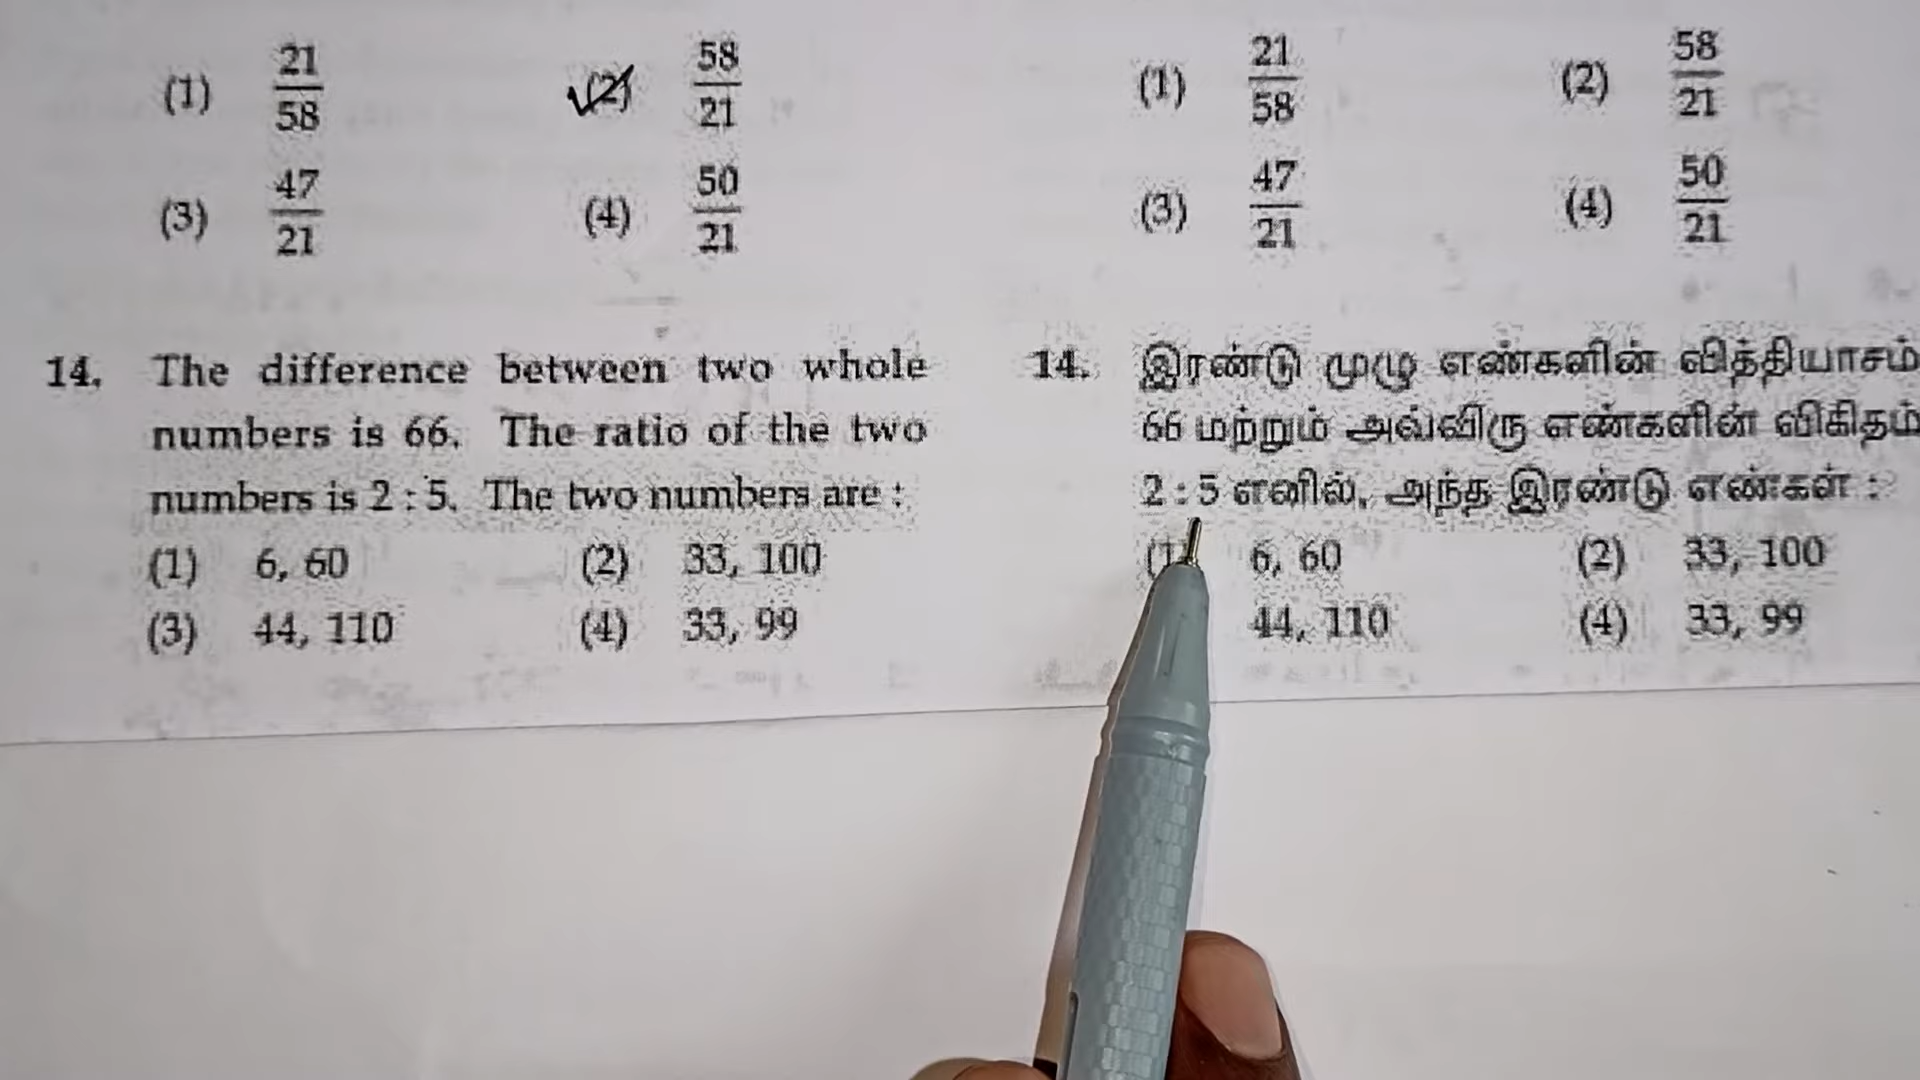 (1) 21/58 (2) 58/21
(3) 47/21 (4) 50/21
14. The difference between two whole
numbers is 66. The ratio of the two
numbers is 2 : 5. The two numbers are :
(1) 6, 60 (2) 33, 100
(3) 44, 110 (4) 33, 99
(1) 21/58 (2) 58/21
(3) 47/21 (4) 50/21
14. இரண்டு முழு எண்களின் வித்தியாசம்
66 மற்றும் அவ்விரு எண்களின் விகிதம்
2 : 5 எனில், அந்த இரண்டு எண்கள் :
(1) 6, 60 (2) 33, 100
44, 110 (4) 33, 99